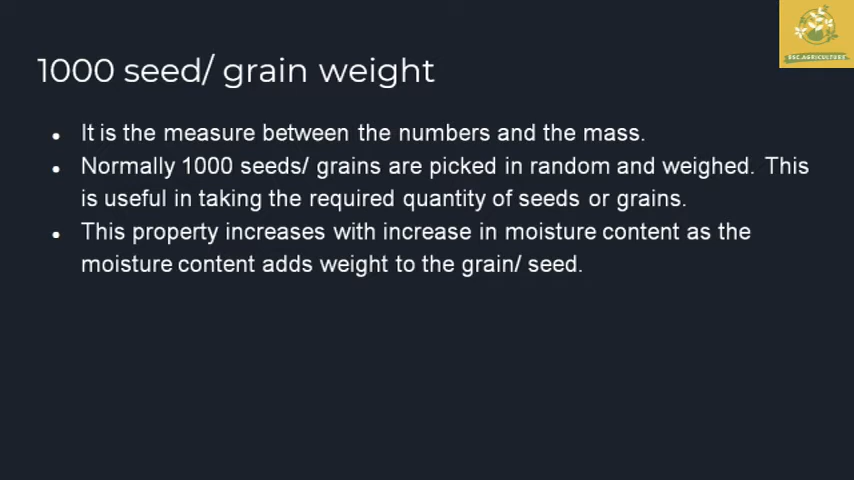 1000 seed/ grain weight
BSC.AGRICULTURE
It is the measure between the numbers and the mass.
Normally 1000 seeds/ grains are picked in random and weighed. This
is useful in taking the required quantity of seeds or grains.
This property increases with increase in moisture content as the
moisture content adds weight to the grain/ seed.